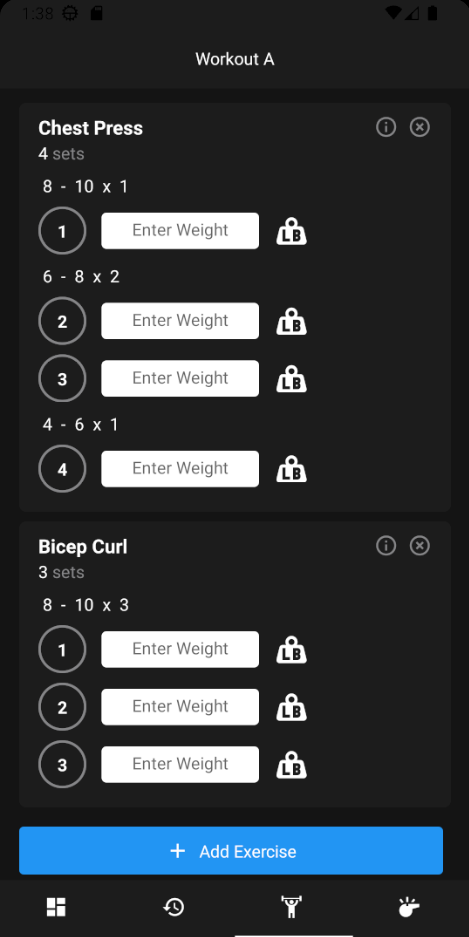 1:38
Workout A
Chest Press
4 sets
8 - 10 x 1
1 Enter Weight LB
6 - 8 x 2
2 Enter Weight LB
3 Enter Weight LB
4 - 6 x 1
4 Enter Weight LB
Bicep Curl
3 sets
8 - 10 x 3
1 Enter Weight LB
2 Enter Weight LB
3 Enter Weight LB
+ Add Exercise